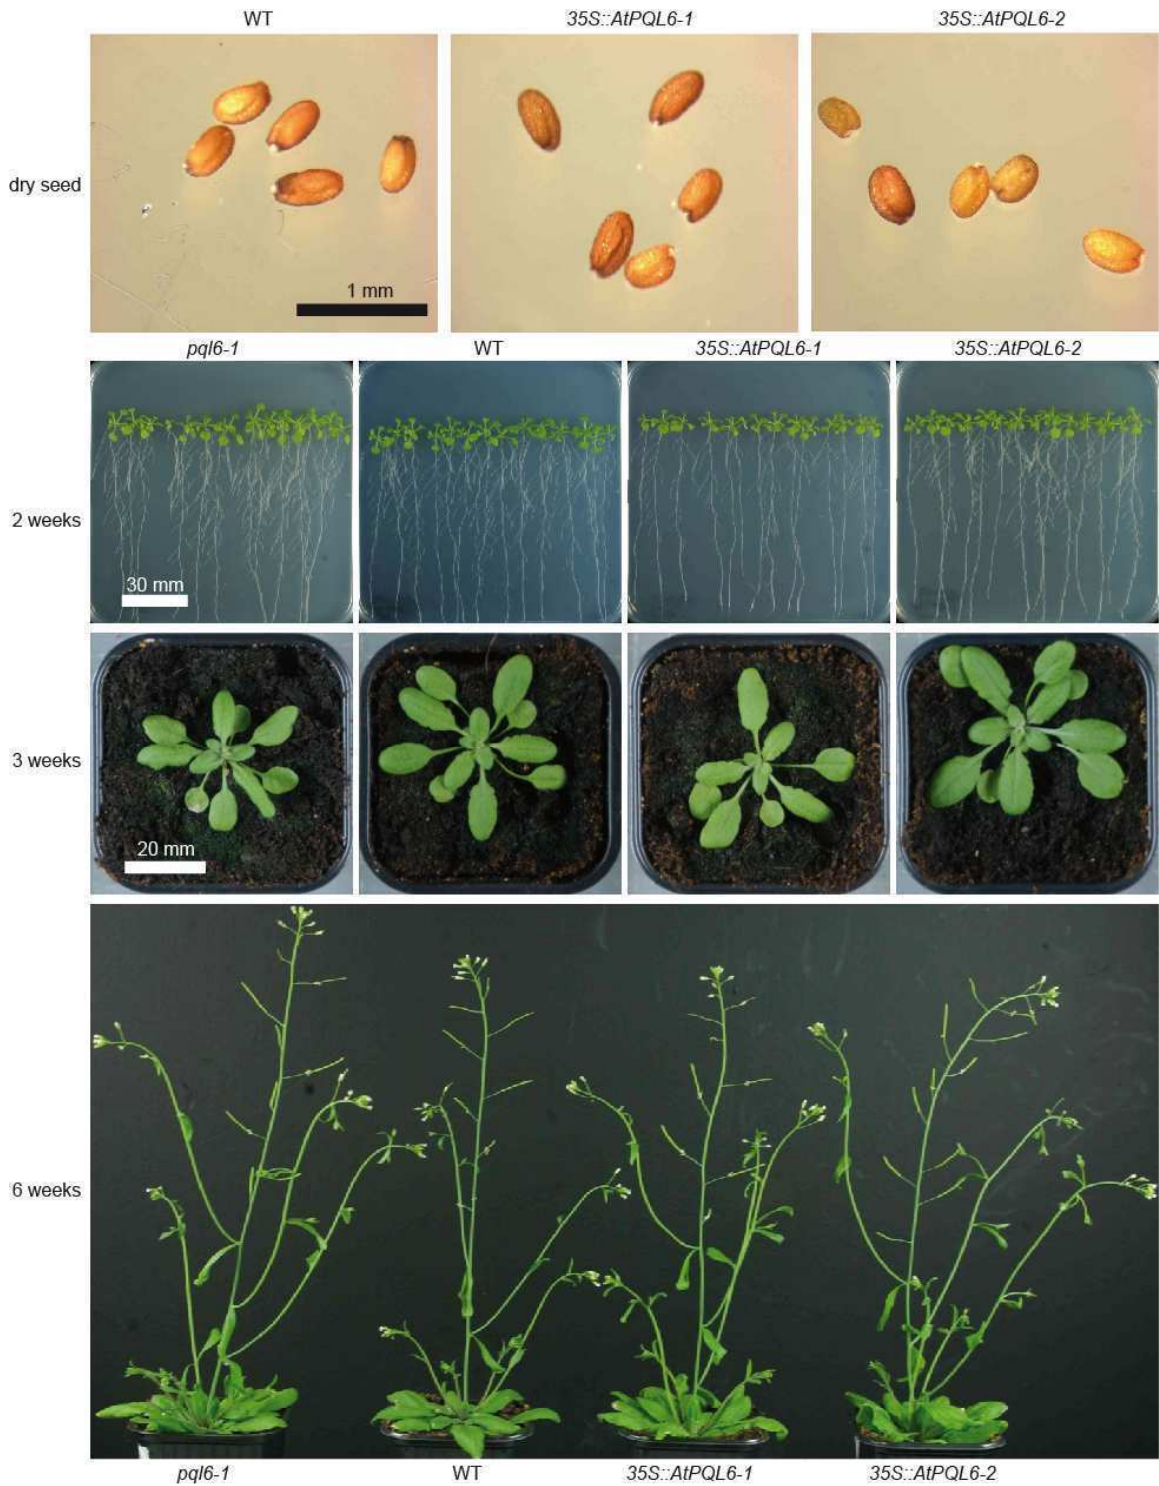 WT 35S::AtPQL6-1 35S::AtPQL6-2
dry seed
1 mm
pql6-1 WT 35S::AtPQL6-1 35S::AtPQL6-2
2 weeks
30 mm
3 weeks
20 mm
6 weeks
pql6-1 WT 35S::AtPQL6-1 35S::AtPQL6-2